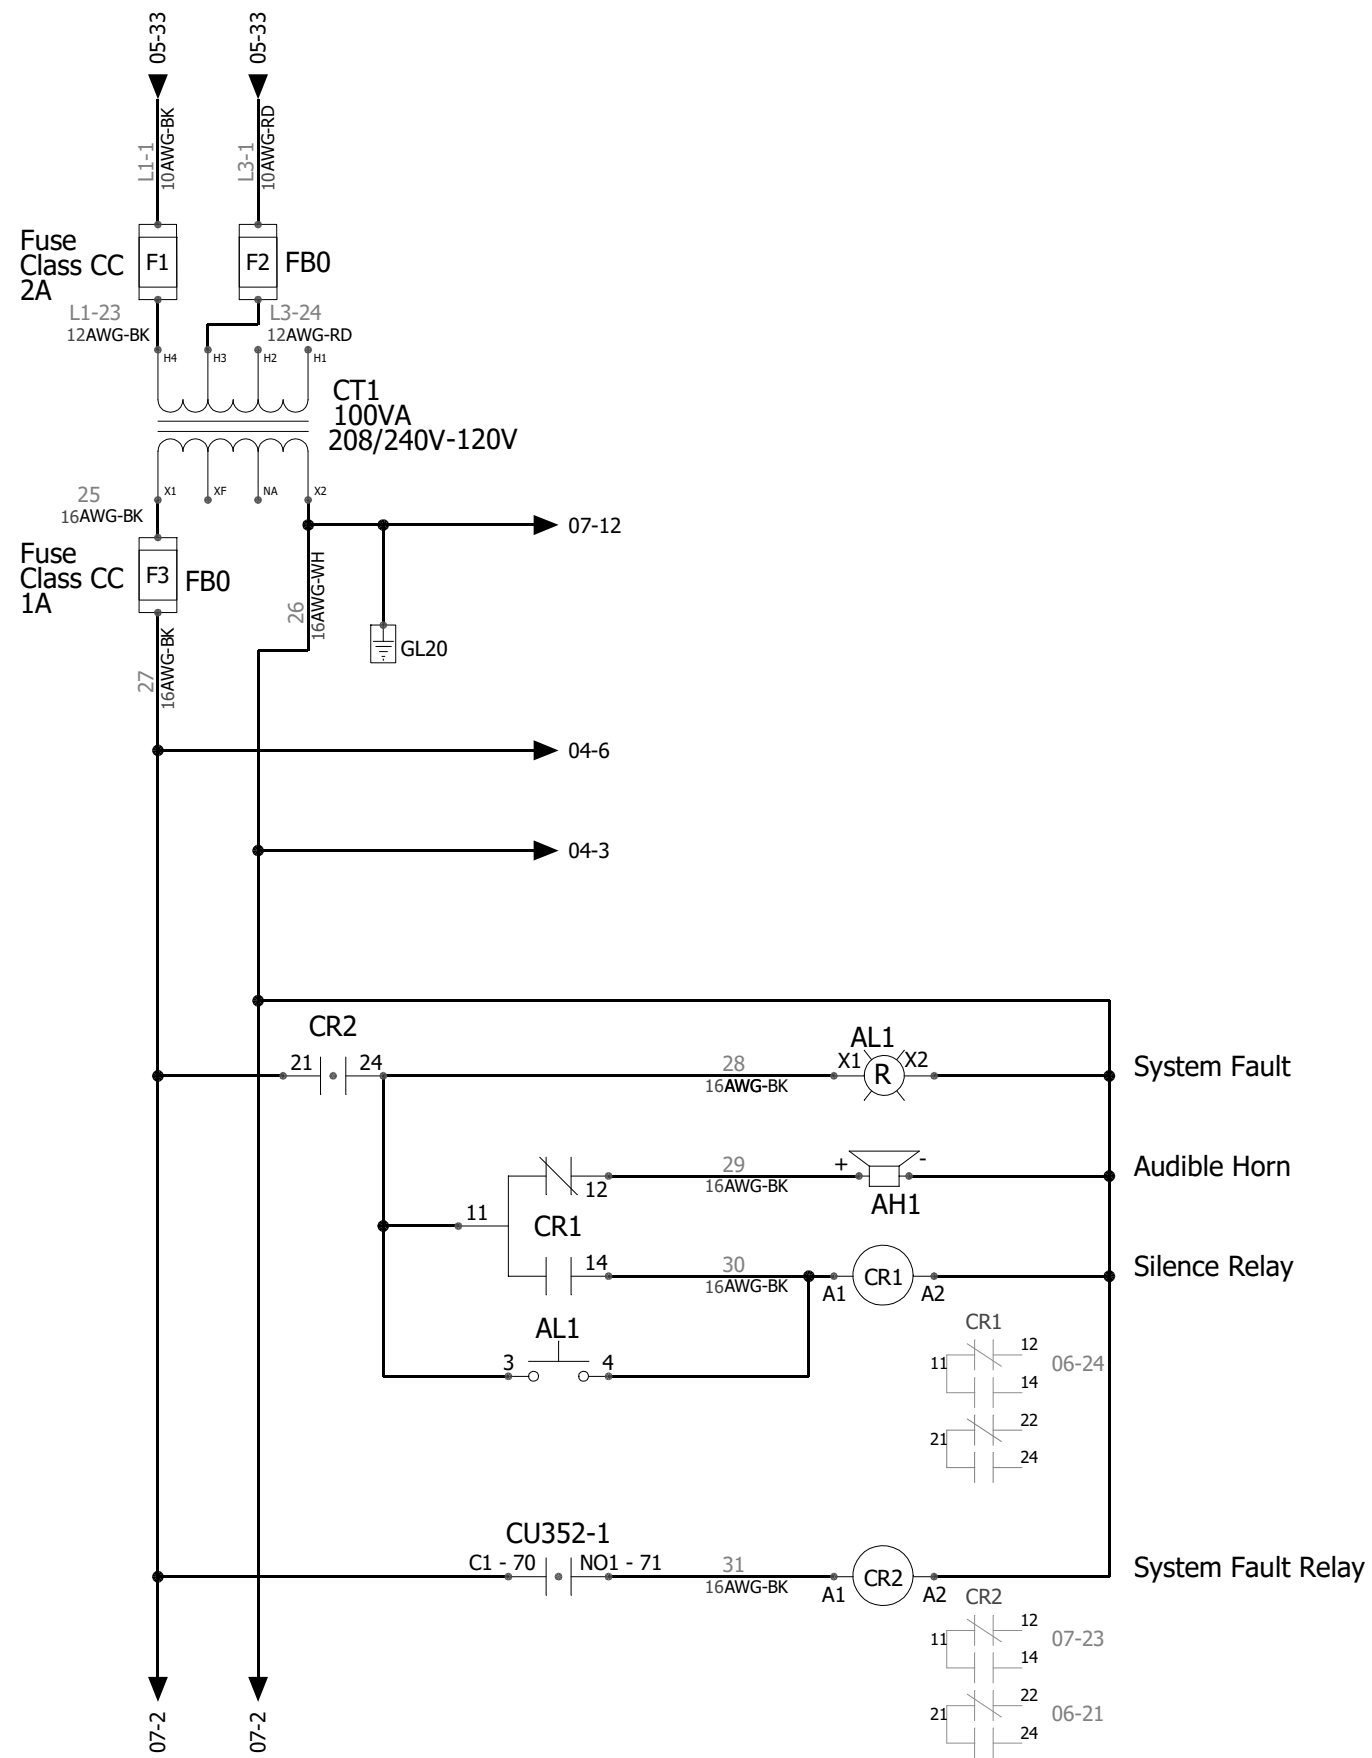 05-33
05-33
L1-1
10AWG-BK
L3-1
10AWG-RD
Fuse
Class CC
2A
F1
F2
FB0
L1-23
12AWG-BK
L3-24
12AWG-RD
H4
H3
H2
H1
CT1
100VA
208/240V-120V
X1
XF
NA
X2
25
16AWG-BK
07-12
Fuse
Class CC
1A
F3
FB0
26
16AWG-WH
GL20
27
16AWG-BK
04-6
04-3
CR2
21
24
28
16AWG-BK
AL1
X1
R
X2
System Fault
12
29
16AWG-BK
+
-
AH1
Audible Horn
11
CR1
14
30
16AWG-BK
A1
CR1
A2
Silence Relay
AL1
3
4
CR1
11
12
14
06-24
21
22
24
CU352-1
C1 - 70
NO1 - 71
31
16AWG-BK
A1
CR2
A2
System Fault Relay
CR2
11
12
14
07-23
21
22
24
06-21
07-2
07-2